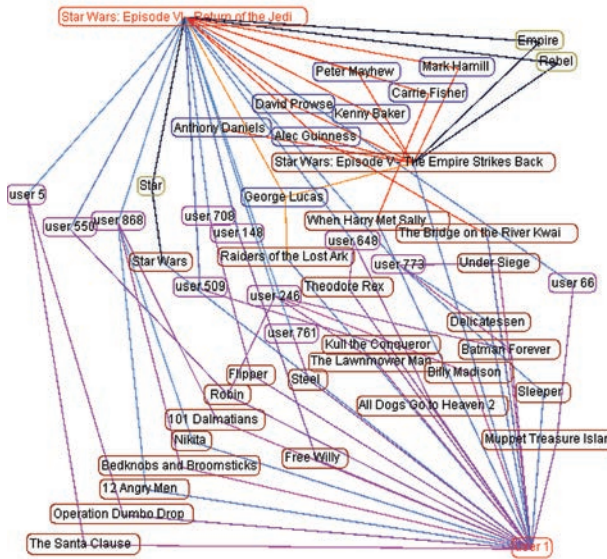 Star Wars: Episode VI - Return of the Jedi
Empire
Rebel
Mark Hamill
Peter Mayhew
Carrie Fisher
David Prowse
Kenny Baker
Anthony Daniels
Alec Guinness
Star Wars: Episode V - The Empire Strikes Back
Star
user 5
George Lucas
user 708
user 868
user 550
When Harry Met Sally
user 148
The Bridge on the River Kwai
user 648
Star Wars
Raiders of the Lost Ark
user 773
Under Siege
user 509
Theodore Rex
user 66
user 246
Delicatessen
user 761
Kull the Conqueror
Batman Forever
The Lawnmower Man
Flipper
Steel
Billy Madison
Robin
Sleeper
All Dogs Go to Heaven 2
101 Dalmatians
Nikita
Muppet Treasure Islan
Free Willy
Bedknobs and Broomsticks
12 Angry Men
Operation Dumbo Drop
The Santa Clause
user 1